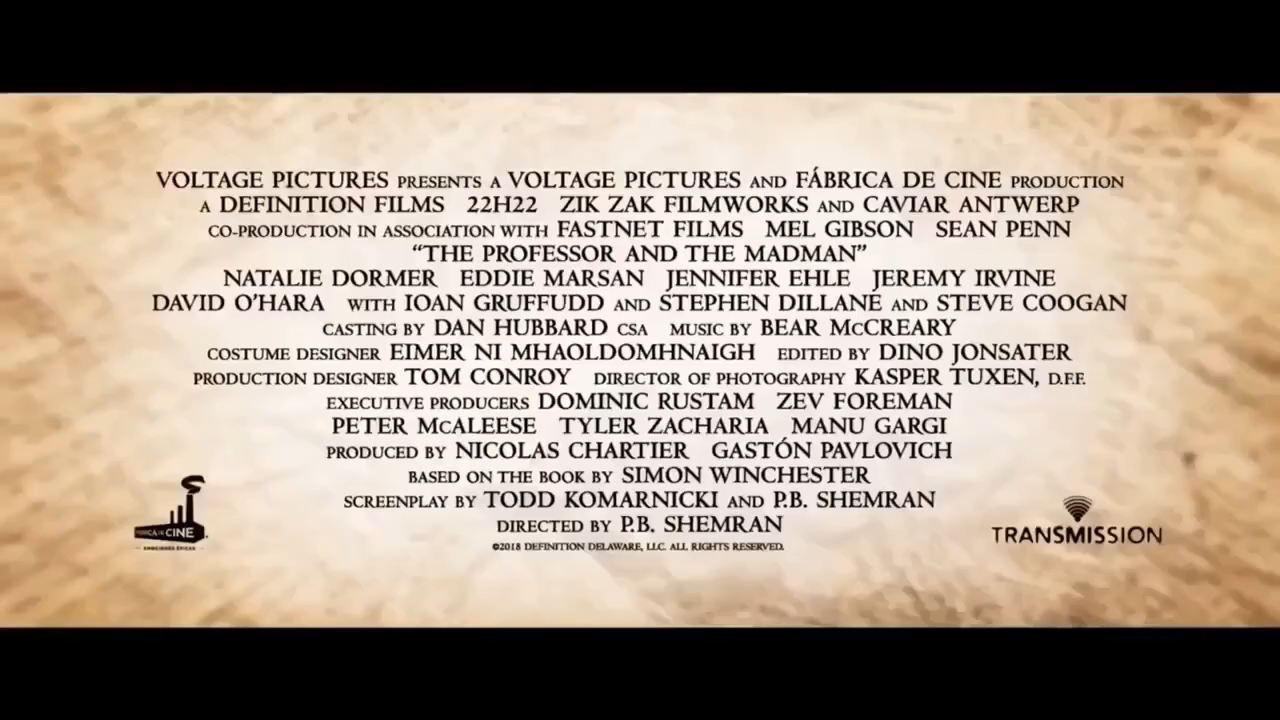 VOLTAGE PICTURES PRESENTS A VOLTAGE PICTURES AND FÁBRICA DE CINE PRODUCTION
A DEFINITION FILMS 22H22 ZIK ZAK FILMWORKS AND CAVIAR ANTWERP
CO-PRODUCTION IN ASSOCIATION WITH FASTNET FILMS MEL GIBSON SEAN PENN
"THE PROFESSOR AND THE MADMAN"
NATALIE DORMER EDDIE MARSAN JENNIFER EHLE JEREMY IRVINE
DAVID O'HARA WITH IOAN GRUFFUDD AND STEPHEN DILLANE AND STEVE COOGAN
CASTING BY DAN HUBBARD CSA MUSIC BY BEAR McCREARY
COSTUME DESIGNER EIMER NI MHAOLDOMHNAIGH EDITED BY DINO JONSATER
PRODUCTION DESIGNER TOM CONROY DIRECTOR OF PHOTOGRAPHY KASPER TUXEN, D.F.F.
EXECUTIVE PRODUCERS DOMINIC RUSTAM ZEV FOREMAN
PETER McALEESE TYLER ZACHARIA MANU GARGI
PRODUCED BY NICOLAS CHARTIER GASTÓN PAVLOVICH
BASED ON THE BOOK BY SIMON WINCHESTER
SCREENPLAY BY TODD KOMARNICKI AND P.B. SHEMRAN
DIRECTED BY P.B. SHEMRAN
©2018 DEFINITION DELAWARE, LLC. ALL RIGHTS RESERVED.
DE CINE
TRANSMISSION